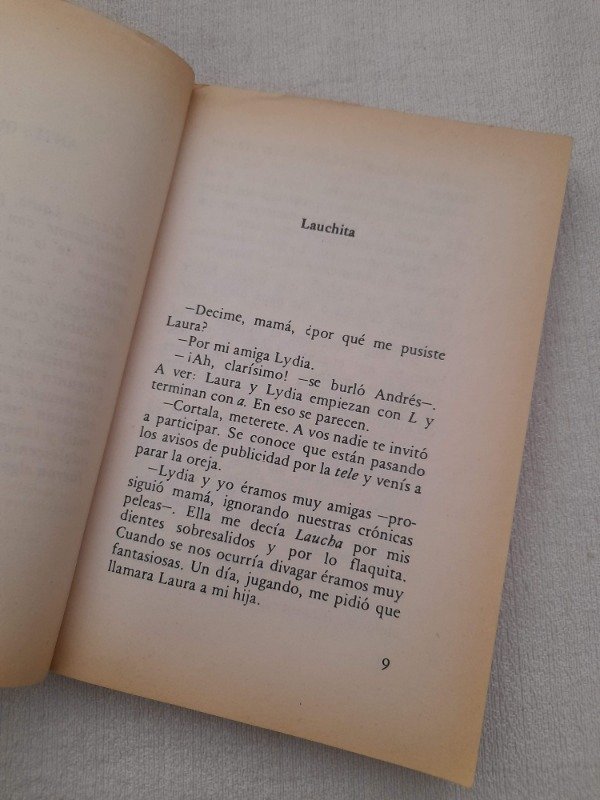 Lauchita
—Decime, mamá, ¿por qué me pusiste
Laura?
—Por mi amiga Lydia.
—¡Ah, clarísimo! —se burló Andrés—.
A ver: Laura y Lydia empiezan con L y
terminan con a. En eso se parecen.
—Cortala, meterete. A vos nadie te invitó
a participar. Se conoce que están pasando
los avisos de publicidad por la tele y venís a
parar la oreja.
—Lydia y yo éramos muy amigas —pro-
siguió mamá, ignorando nuestras crónicas
peleas—. Ella me decía Laucha por mis
dientes sobresalidos y por lo flaquita.
Cuando se nos ocurría divagar éramos muy
fantasiosas. Un día, jugando, me pidió que
llamara Laura a mi hija.
9